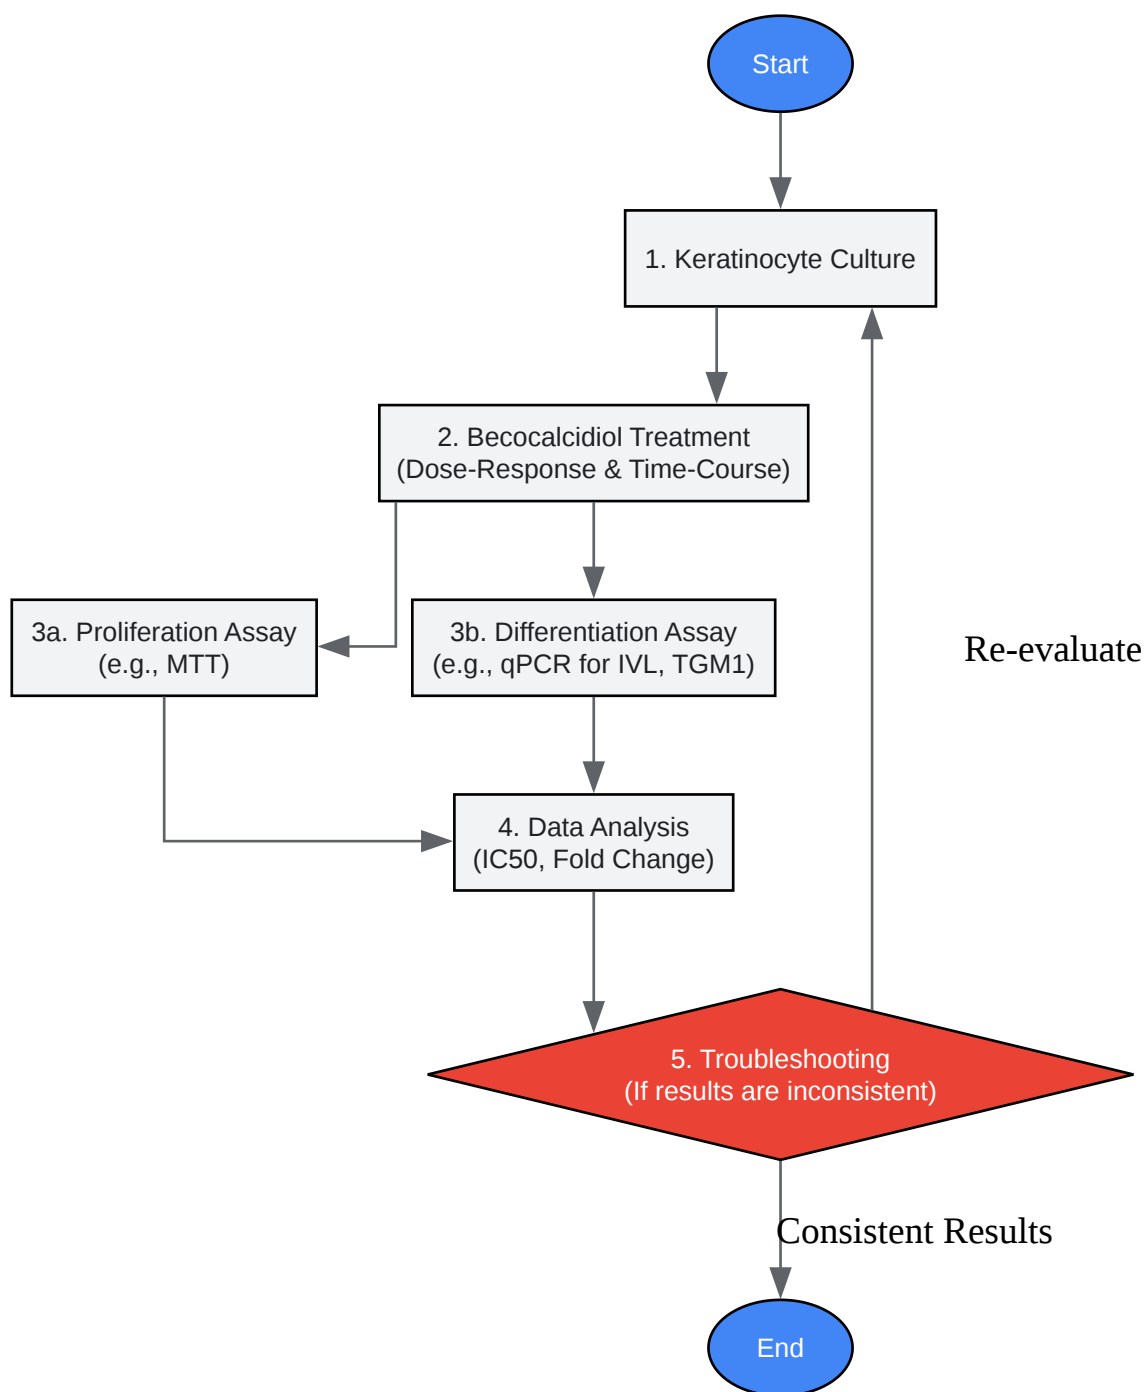 Start
1. Keratinocyte Culture
2. Becocalcidiol Treatment
(Dose-Response & Time-Course)
3a. Proliferation Assay
(e.g., MTT)
3b. Differentiation Assay
(e.g., qPCR for IVL, TGM1)
Re-evaluate
4. Data Analysis
(IC50, Fold Change)
5. Troubleshooting
(If results are inconsistent)
Consistent Results
End